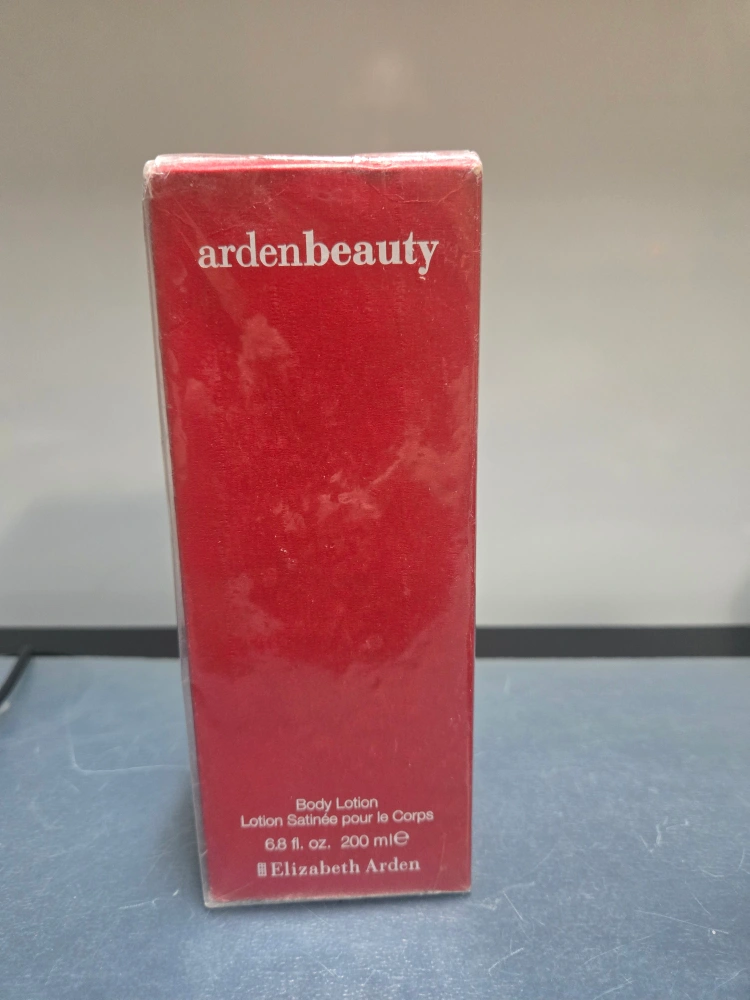 ardenbeauty
Body Lotion
Lotion Satinée pour le Corps
6.8 fl. oz. 200 ml℮
Elizabeth Arden